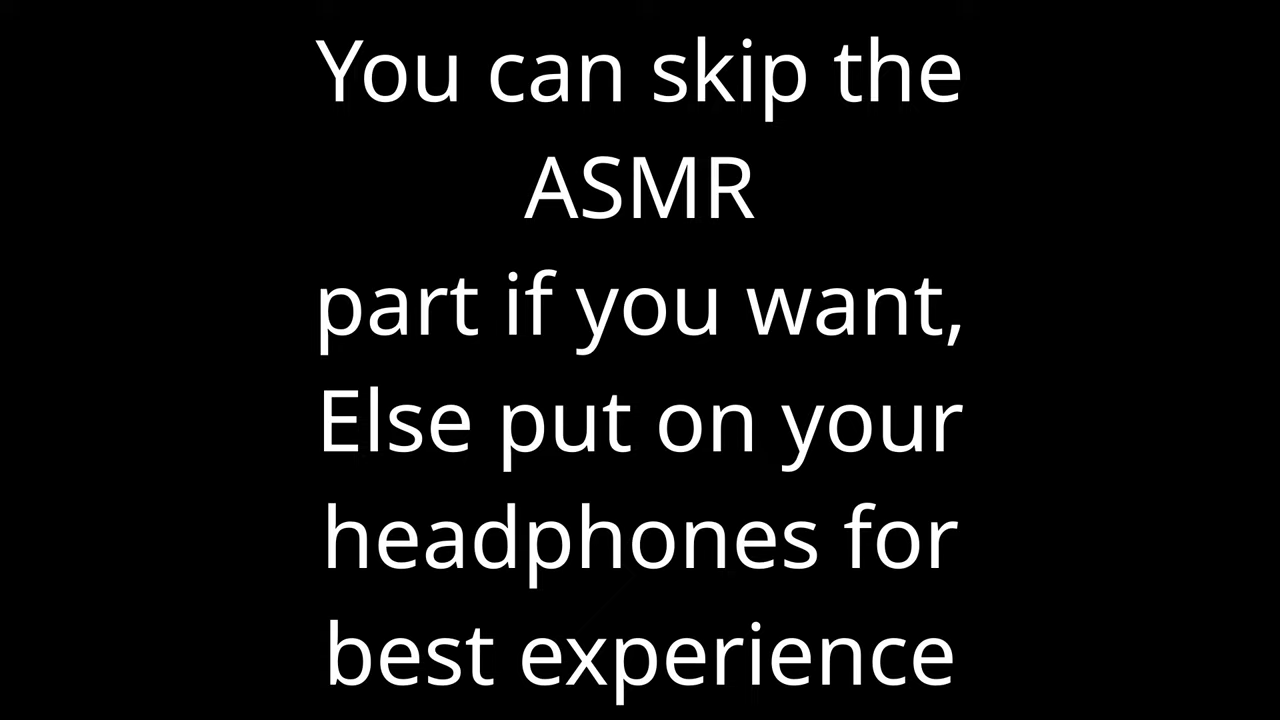 You can skip the
ASMR
part if you want,
Else put on your
headphones for
best experience